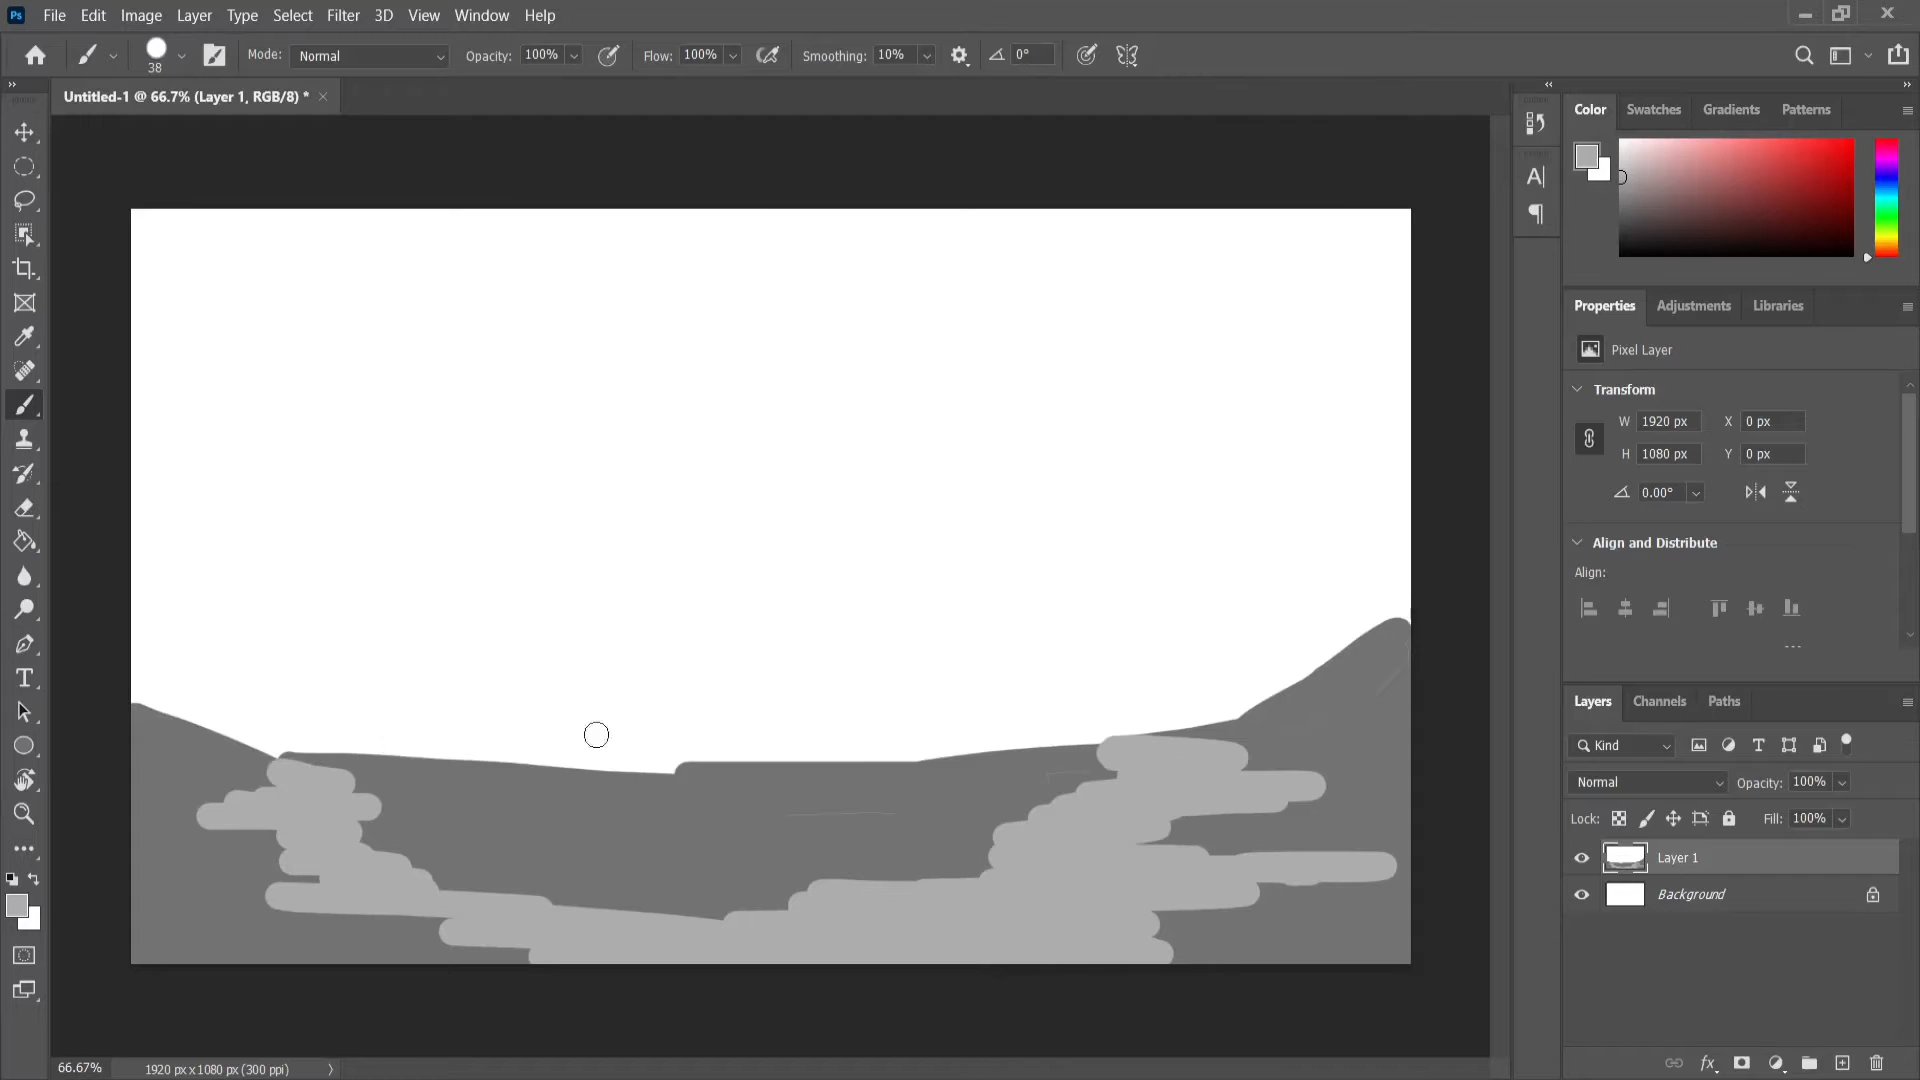 Ps File Edit Image Layer Type Select Filter 3D View Window Help
38 Mode: Normal Opacity: 100% Flow: 100% Smoothing: 10% 0°
Untitled-1 @ 66.7% (Layer 1, RGB/8) *
Color Swatches Gradients Patterns
Properties Adjustments Libraries
Pixel Layer
Transform
W 1920 px X 0 px
H 1080 px Y 0 px
0.00°
Align and Distribute
Align:
Layers Channels Paths
Kind
Normal Opacity: 100%
Lock: Fill: 100%
Layer 1
Background
66.67% 1920 px x 1080 px (300 ppi)